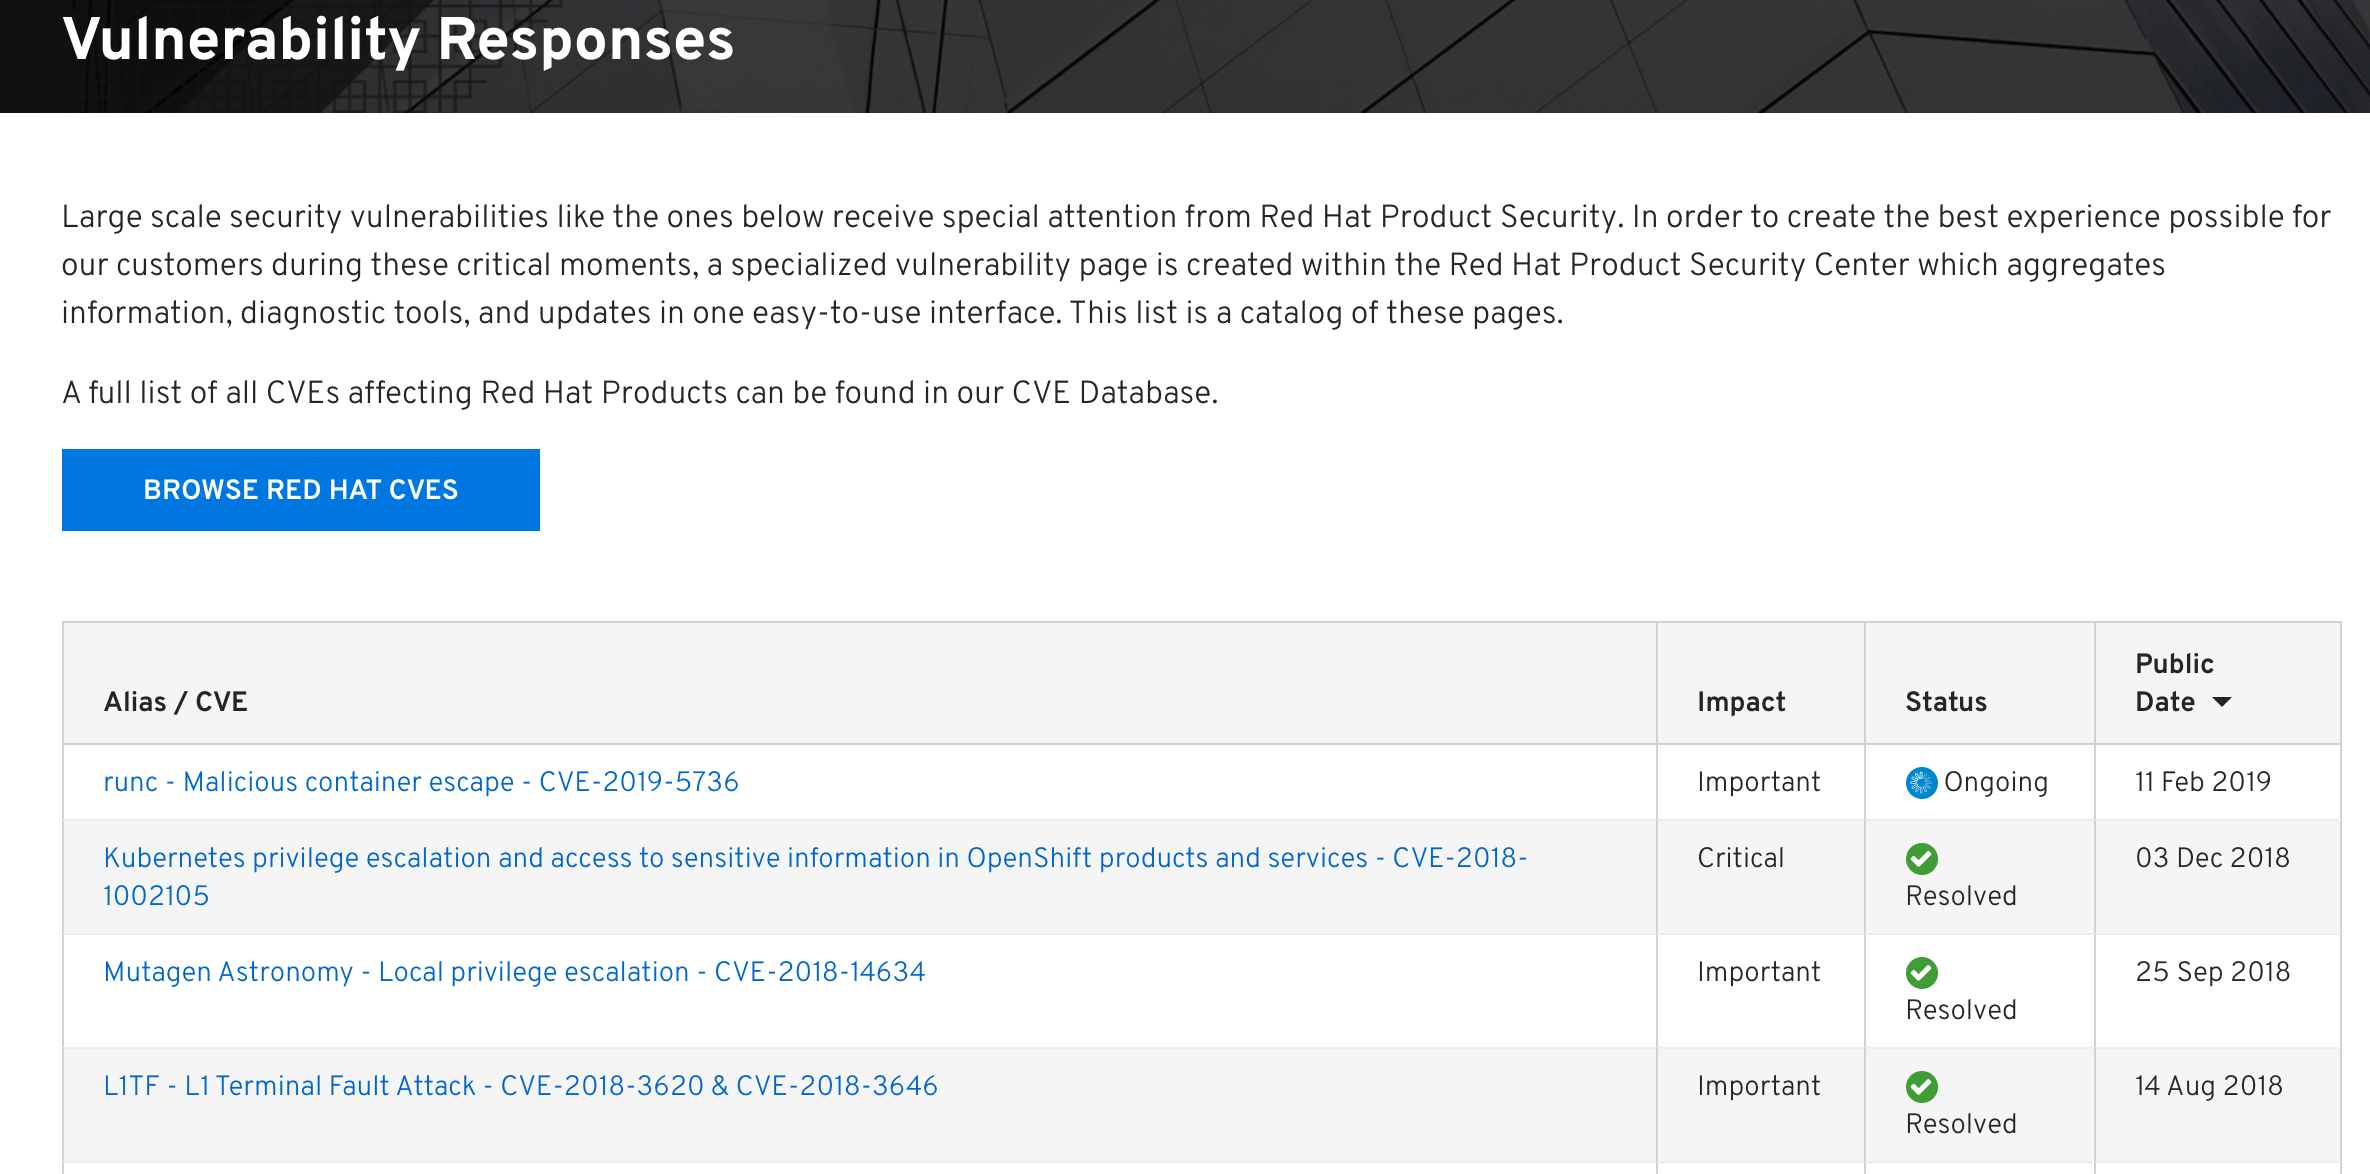 Vulnerability Responses
Large scale security vulnerabilities like the ones below receive special attention from Red Hat Product Security. In order to create the best experience possible for
our customers during these critical moments, a specialized vulnerability page is created within the Red Hat Product Security Center which aggregates
information, diagnostic tools, and updates in one easy-to-use interface. This list is a catalog of these pages.
A full list of all CVEs affecting Red Hat Products can be found in our CVE Database.
BROWSE RED HAT CVES
Alias / CVE Impact Status Public
Date
runc - Malicious container escape - CVE-2019-5736 Important Ongoing 11 Feb 2019
Kubernetes privilege escalation and access to sensitive information in OpenShift products and services - CVE-2018- Critical 03 Dec 2018
1002105 Resolved
Mutagen Astronomy - Local privilege escalation - CVE-2018-14634 Important 25 Sep 2018
Resolved
L1TF - L1 Terminal Fault Attack - CVE-2018-3620 & CVE-2018-3646 Important 14 Aug 2018
Resolved